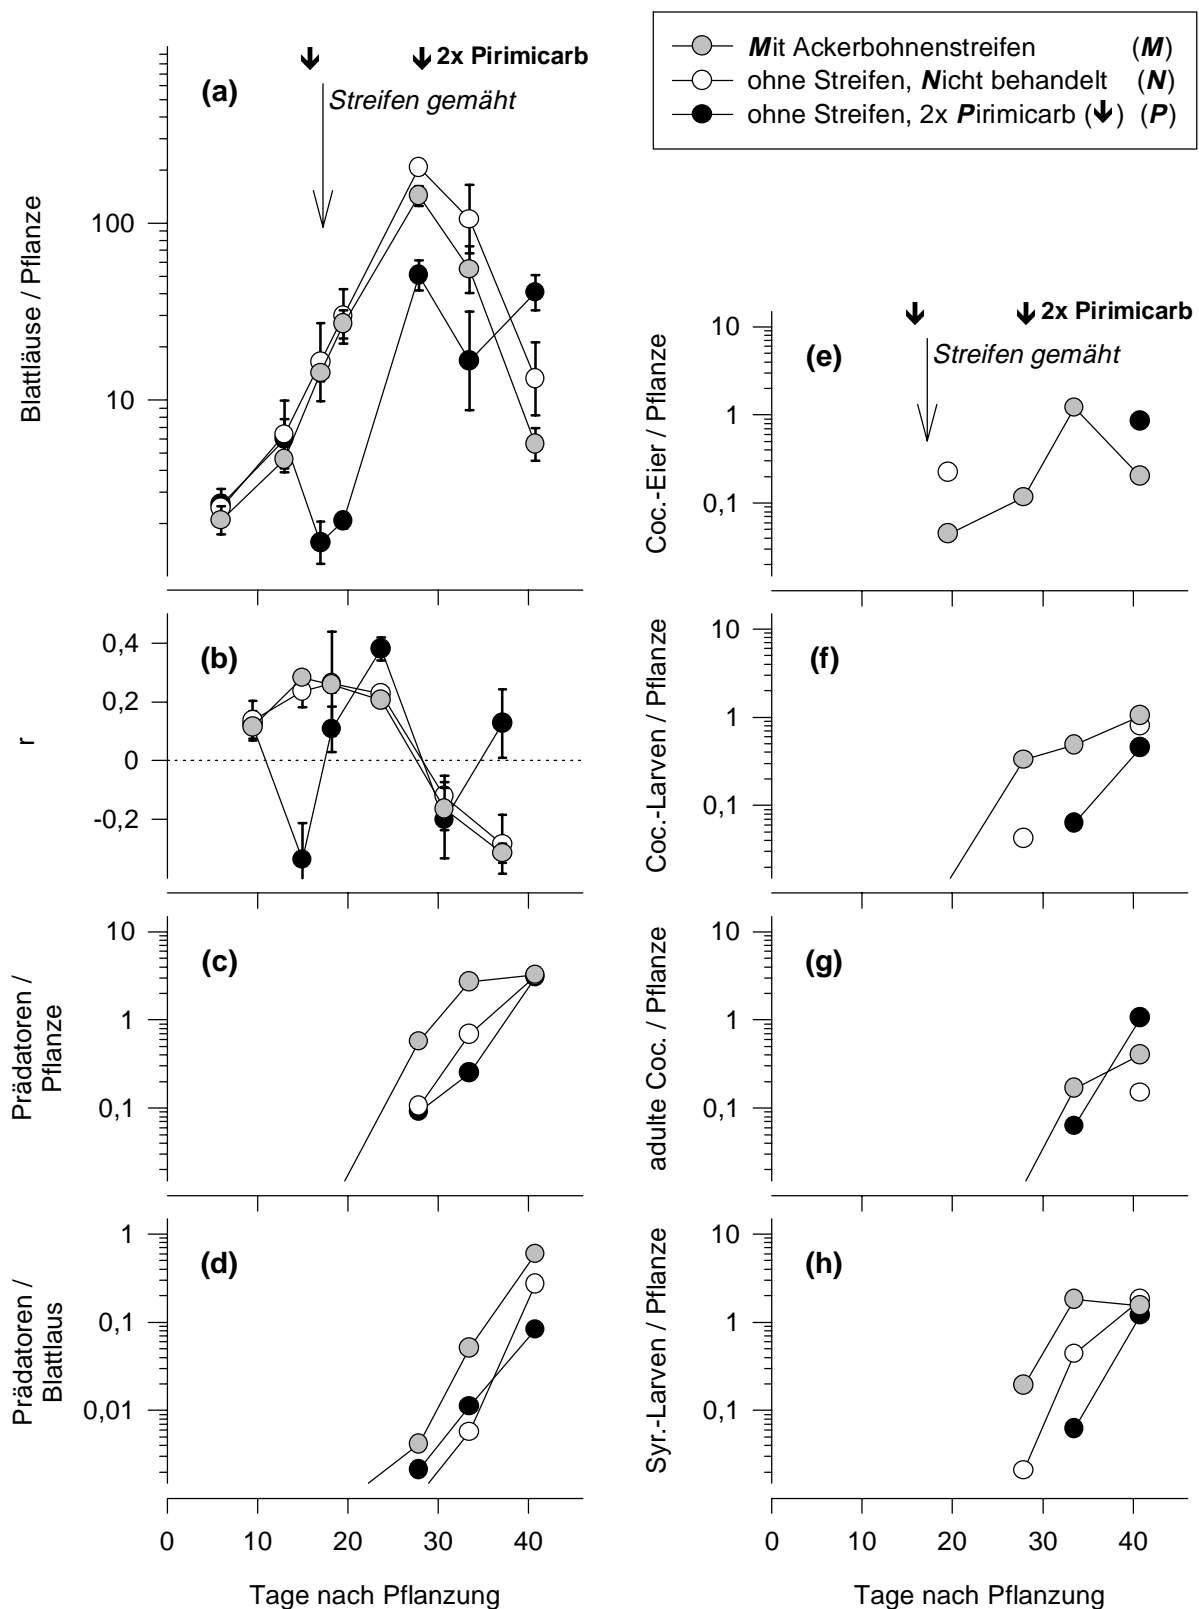 Mit Ackerbohnenstreifen (M)
ohne Streifen, Nicht behandelt (N)
ohne Streifen, 2x Pirimicarb (↓) (P)
2x Pirimicarb
(a)
Streifen gemäht
Blattläuse / Pflanze
100
10
10 20 30 40
(b)
r
0,4
0,2
0
-0,2
(c)
Prädatoren /
Pflanze
10
1
0,1
(d)
Prädatoren /
Blattlaus
1
0,1
0,01
0 10 20 30 40
Tage nach Pflanzung
2x Pirimicarb
(e)
Streifen gemäht
Coc.-Eier / Pflanze
10
1
0,1
(f)
Coc.-Larven / Pflanze
10
1
0,1
(g)
adulte Coc. / Pflanze
10
1
0,1
(h)
Syr.-Larven / Pflanze
10
1
0,1
0 10 20 30 40
Tage nach Pflanzung